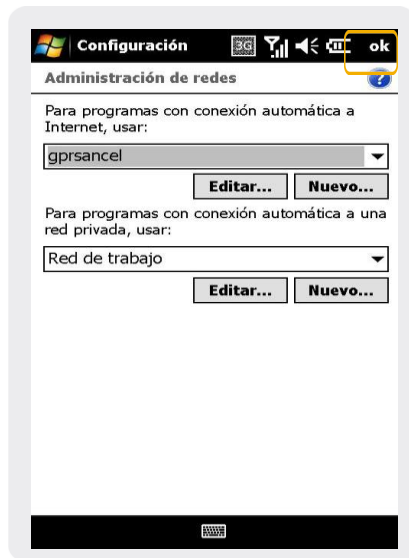 Configuración 3G ok
Administración de redes ?
Para programas con conexión automática a
Internet, usar:
gprsancel
Editar... Nuevo...
Para programas con conexión automática a una
red privada, usar:
Red de trabajo
Editar... Nuevo...